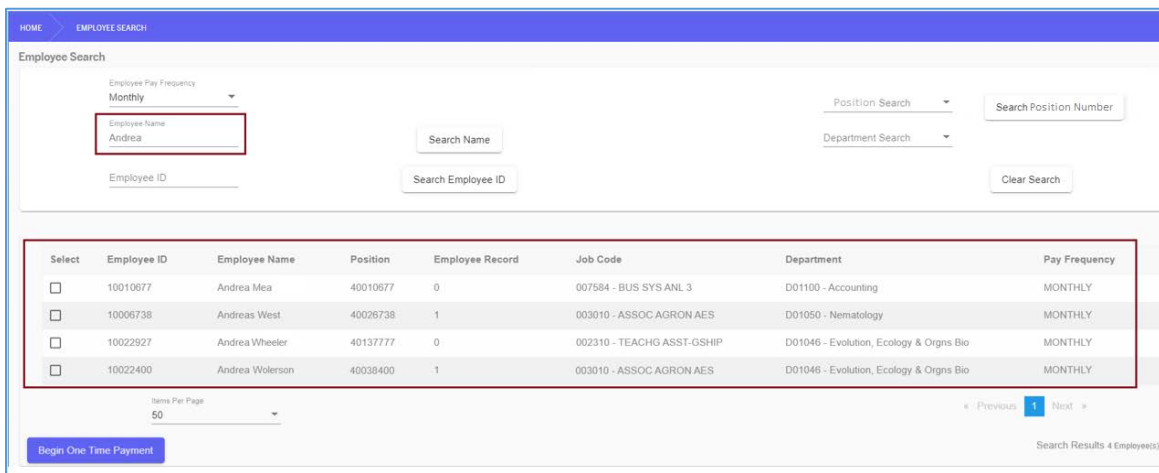 HOME EMPLOYEE SEARCH
Employee Search
Employee Pay Frequency
Monthly
Position Search
Search Position Number
Employee Name
Andrea
Search Name
Department Search
Employee ID
Search Employee ID
Clear Search
Select Employee ID Employee Name Position Employee Record Job Code Department Pay Frequency
10010677 Andrea Mea 40010677 0 007584 - BUS SYS ANL 3 D01100 - Accounting MONTHLY
10006738 Andreas West 40026738 1 003010 - ASSOC AGRON AES D01050 - Nematology MONTHLY
10022927 Andrea Wheeler 40137777 0 002310 - TEACHG ASST-GSHIP D01046 - Evolution, Ecology & Orgns Bio MONTHLY
10022400 Andrea Wolerson 40038400 1 003010 - ASSOC AGRON AES D01046 - Evolution, Ecology & Orgns Bio MONTHLY
Items Per Page
50
« Previous 1 Next »
Begin One Time Payment
Search Results 4 Employee(s)